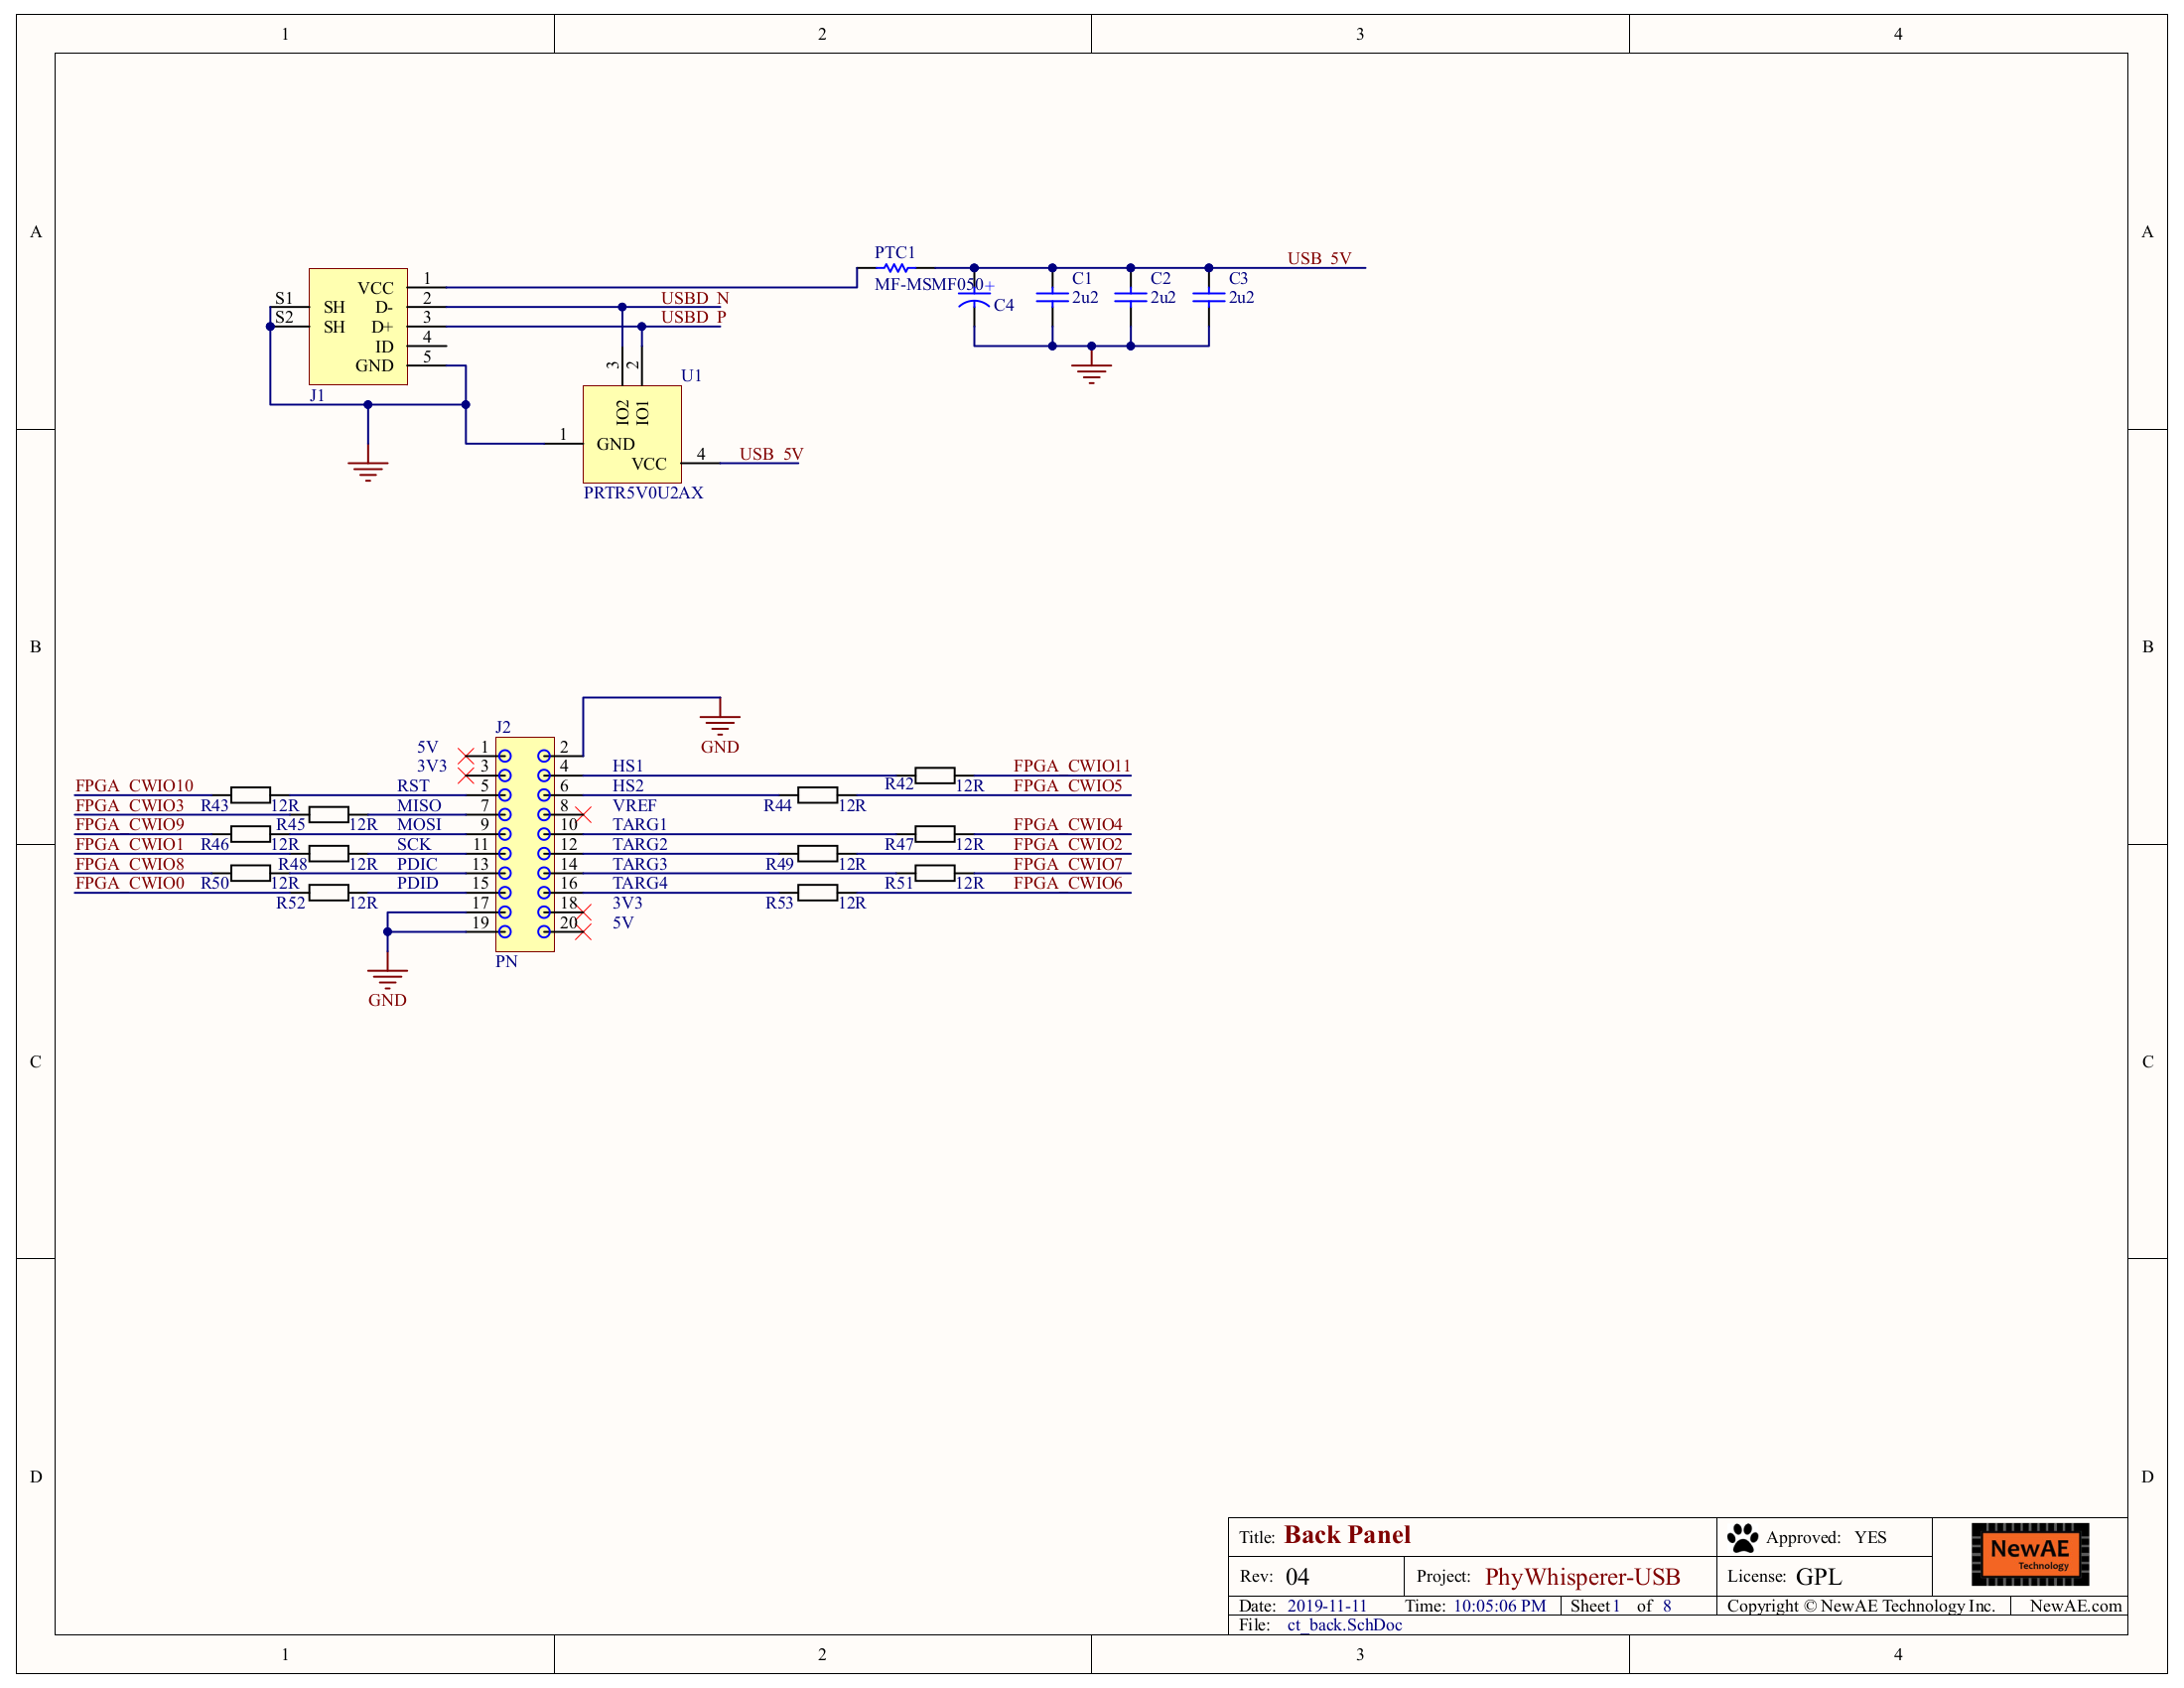 1 2 3 4
A A
PTC1
MF-MSMF050
+
C4
C1
2u2
C2
2u2
C3
2u2
USB_5V
VCC 1
S1 SH D- 2 USBD_N
S2 SH D+ 3 USBD_P
ID 4
GND 5
J1
3 2
U1
IO2 IO1
1 GND
VCC 4 USB_5V
PRTR5V0U2AX
B B
GND
J2
5V 1 2
3V3 3 4 HS1 R42 12R FPGA_CWIO11
FPGA_CWIO10 R43 12R RST 5 6 HS2 R44 12R FPGA_CWIO5
FPGA_CWIO3 R45 12R MISO 7 8 VREF
FPGA_CWIO9 R46 12R MOSI 9 10 TARG1 R47 12R FPGA_CWIO4
FPGA_CWIO1 R48 12R SCK 11 12 TARG2 R49 12R FPGA_CWIO2
FPGA_CWIO8 R50 12R PDIC 13 14 TARG3 R51 12R FPGA_CWIO7
FPGA_CWIO0 R52 12R PDID 15 16 TARG4 R53 12R FPGA_CWIO6
17 18 3V3
19 20 5V
PN
GND
C C
D D
Title: Back Panel
Approved: YES
NewAE
Technology
Rev: 04 Project: PhyWhisperer-USB License: GPL
Date: 2019-11-11 Time: 10:05:06 PM Sheet 1 of 8 Copyright © NewAE Technology Inc. NewAE.com
File: ct_back.SchDoc
1 2 3 4